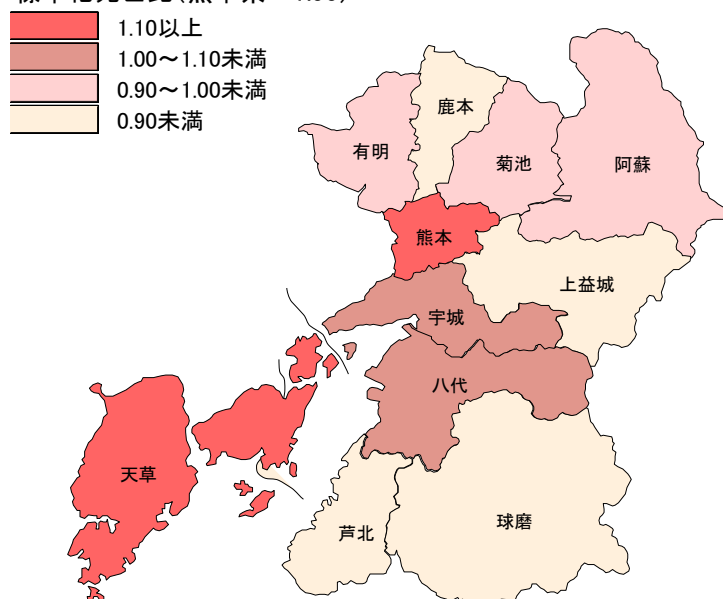 1.10以上
1.00～1.10未満
0.90～1.00未満
0.90未満
鹿本
有明
菊池
阿蘇
熊本
上益城
宇城
八代
天草
芦北
球磨